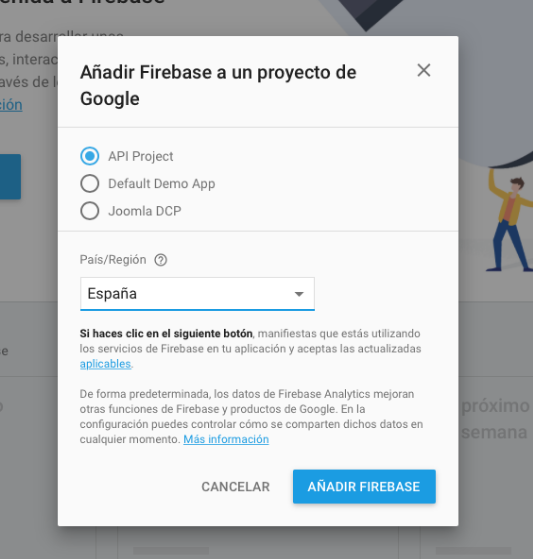 ra desarrollar unos
s, interac
avés de l
ción
Añadir Firebase a un proyecto de
Google
API Project
Default Demo App
Joomla DCP
País/Región
España
Si haces clic en el siguiente botón, manifiestas que estás utilizando
los servicios de Firebase en tu aplicación y aceptas las actualizadas
aplicables.
De forma predeterminada, los datos de Firebase Analytics mejoran
otras funciones de Firebase y productos de Google. En la
configuración puedes controlar cómo se comparten dichos datos en
cualquier momento. Más información
CANCELAR
AÑADIR FIREBASE
próximo
semana